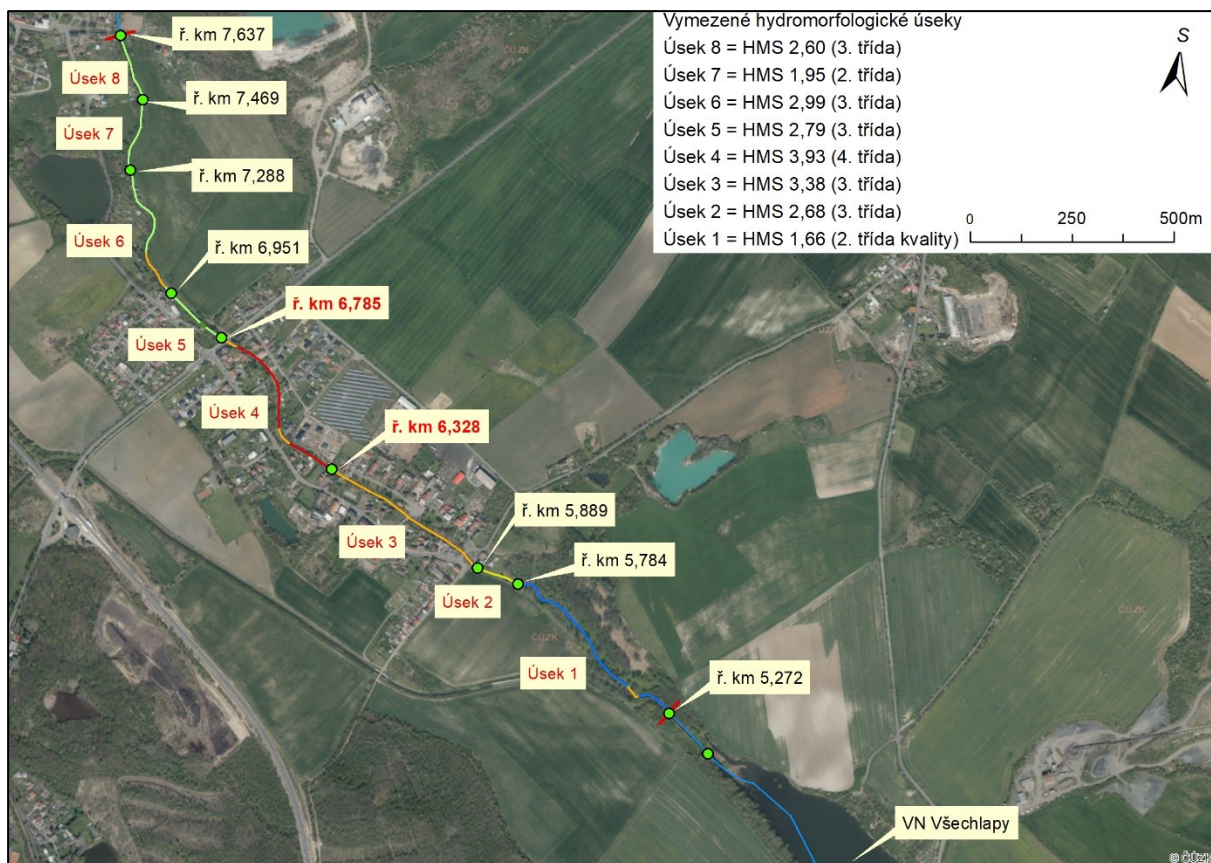 Vymezené hydromorfologické úseky
Úsek 8 = HMS 2,60 (3. třída)
Úsek 7 = HMS 1,95 (2. třída)
Úsek 6 = HMS 2,99 (3. třída)
Úsek 5 = HMS 2,79 (3. třída)
Úsek 4 = HMS 3,93 (4. třída)
Úsek 3 = HMS 3,38 (3. třída)
Úsek 2 = HMS 2,68 (3. třída)
Úsek 1 = HMS 1,66 (2. třída kvality)
S
0 250 500m
ř. km 7,637
ČÚZK
Úsek 8
ř. km 7,469
Úsek 7
ř. km 7,288
Úsek 6
ř. km 6,951
ř. km 6,785
ČÚZK
Úsek 5
Úsek 4
ř. km 6,328
ř. km 5,889
Úsek 3
ř. km 5,784
Úsek 2
ČÚZK
ČÚZK
Úsek 1
ř. km 5,272
VN Všechlapy
© ČÚZK